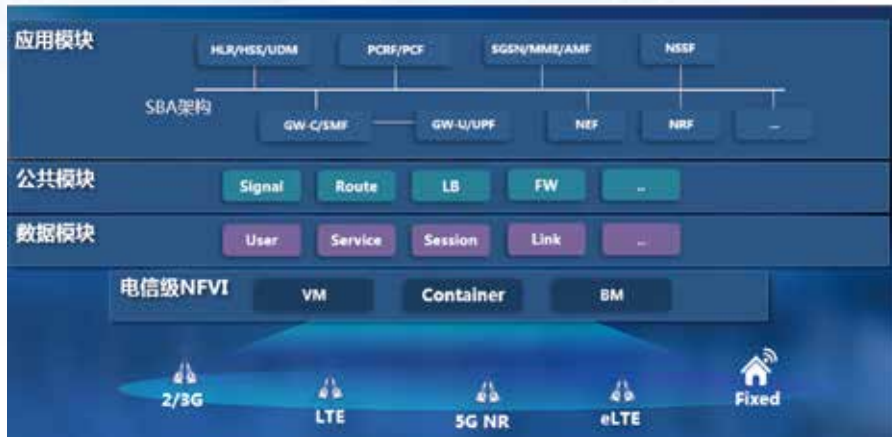 应用模块
HLR/HSS/UDM PCRF/PCF SGSN/MME/AMF NSSF
SBA架构
GW-C/SMF GW-U/UPF NEF NRF ...
公共模块
Signal Route LB FW ..
数据模块
User Service Session Link ...
电信级NFVI
VM Container BM
2/3G LTE 5G NR eLTE Fixed